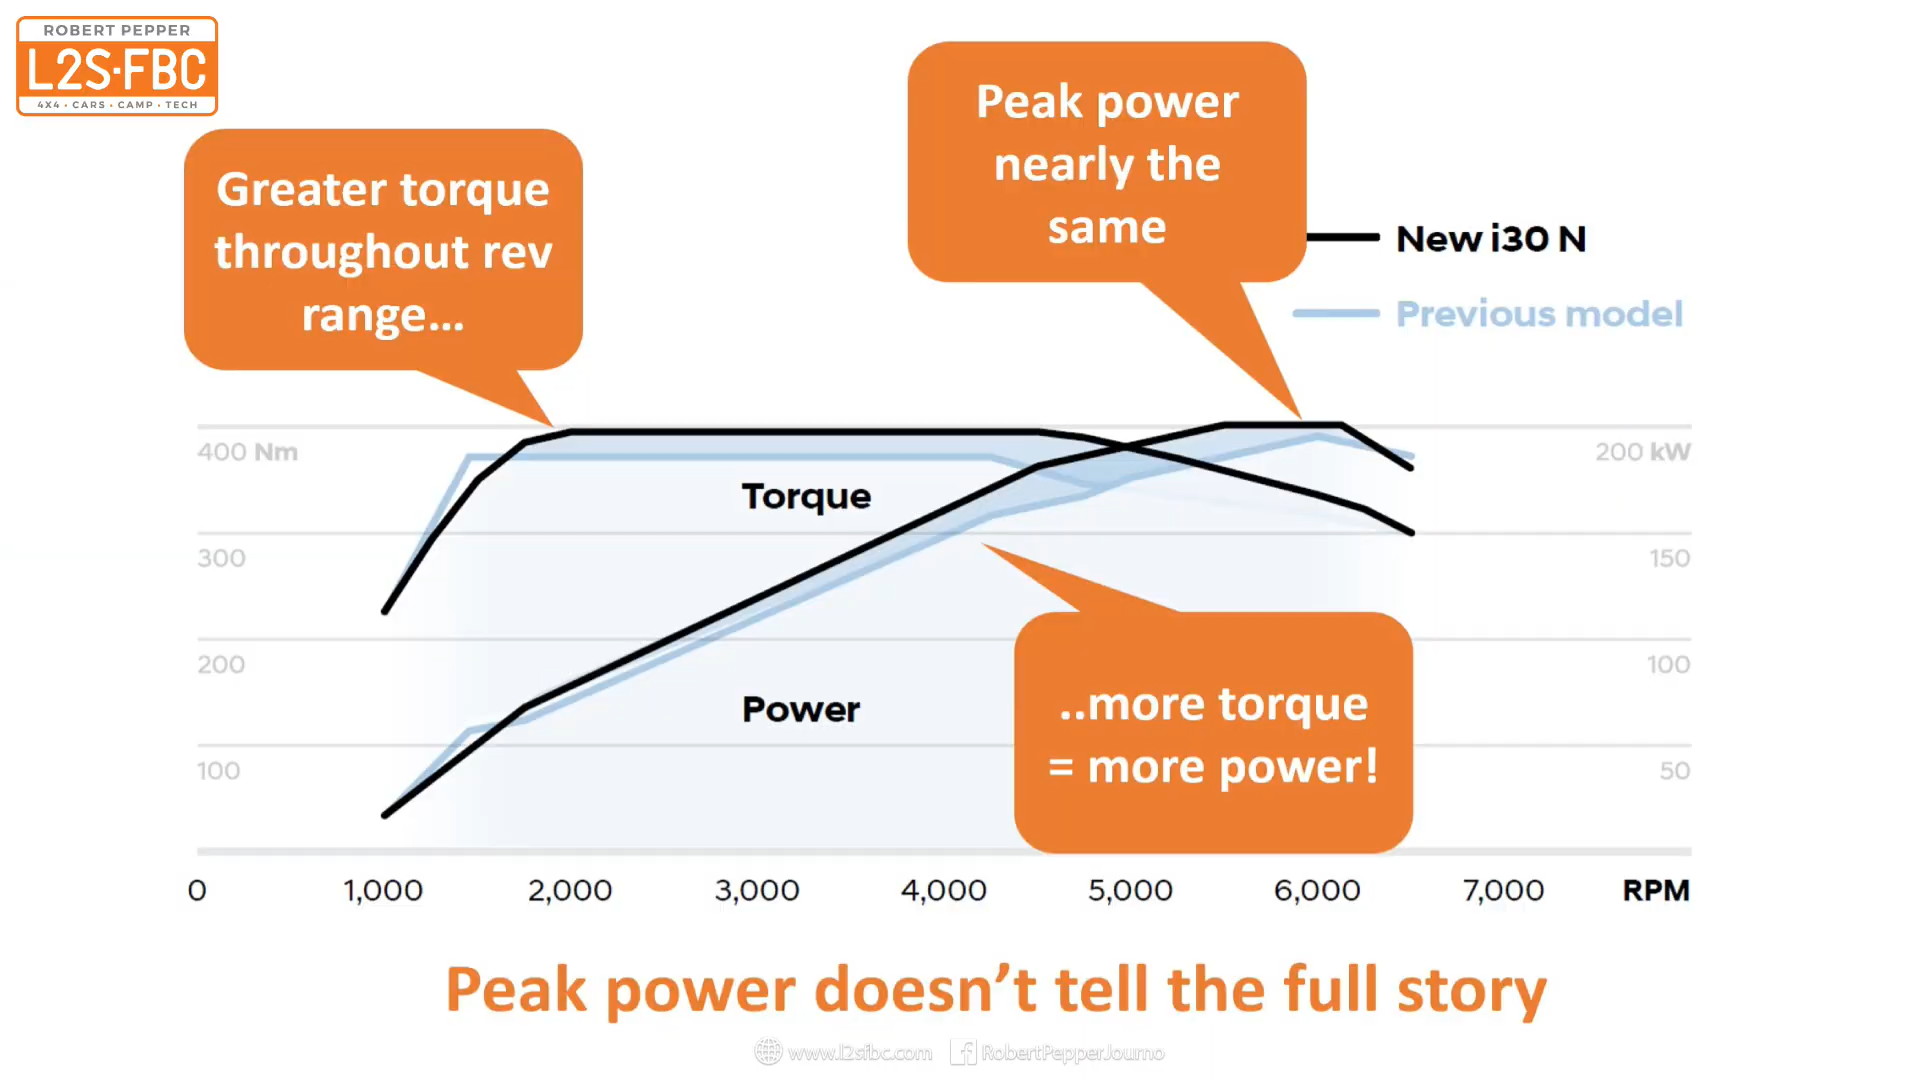 ROBERT PEPPER
L2S·FBC
4X4 · CARS · CAMP · TECH
Greater torque
throughout rev
range...
Peak power
nearly the
same
New i30 N
Previous model
400 Nm
200 kW
Torque
300
150
200
100
Power
..more torque
= more power!
100
50
0 1,000 2,000 3,000 4,000 5,000 6,000 7,000 RPM
Peak power doesn’t tell the full story
www.l2sfbc.com RobertPepperJourno